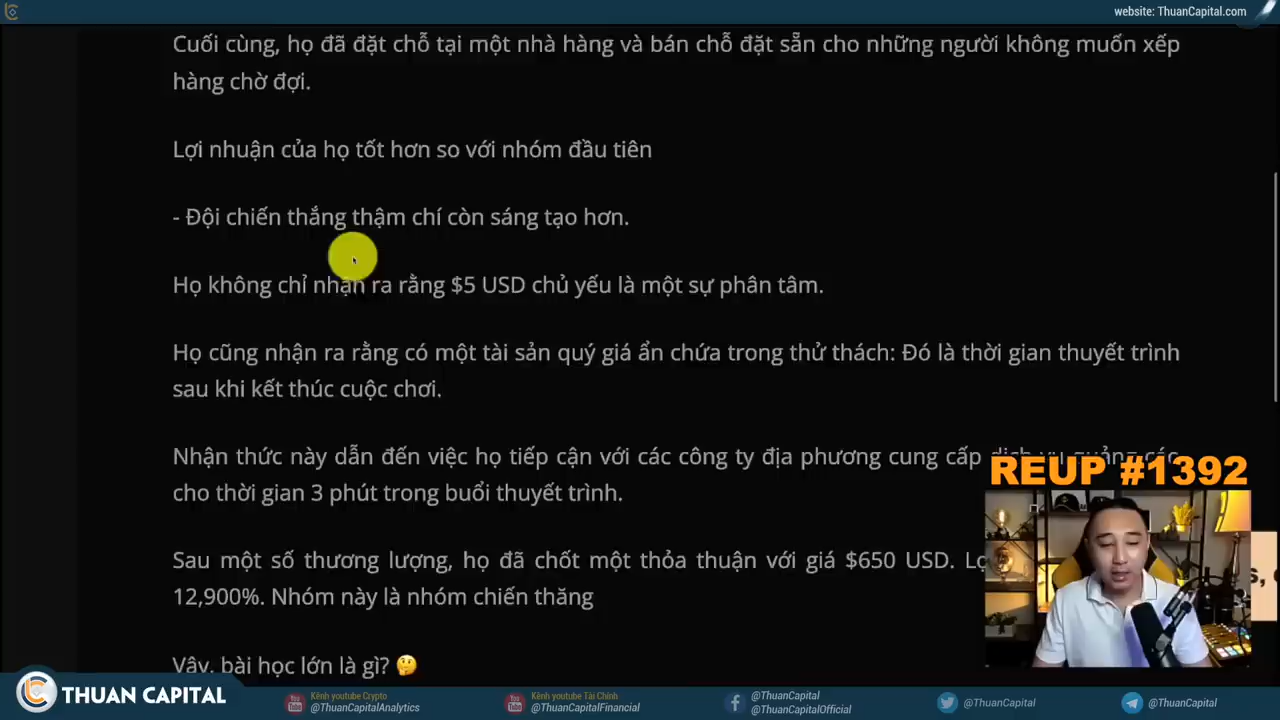 website: ThuanCapital.com
Cuối cùng, họ đã đặt chỗ tại một nhà hàng và bán chỗ đặt sẵn cho những người không muốn xếp
hàng chờ đợi.
Lợi nhuận của họ tốt hơn so với nhóm đầu tiên
- Đội chiến thắng thậm chí còn sáng tạo hơn.
Họ không chỉ nhận ra rằng $5 USD chủ yếu là một sự phân tâm.
Họ cũng nhận ra rằng có một tài sản quý giá ẩn chứa trong thử thách: Đó là thời gian thuyết trình
sau khi kết thúc cuộc chơi.
Nhận thức này dẫn đến việc họ tiếp cận với các công ty địa phương cung cấp dịch vụ quảng cáo
cho thời gian 3 phút trong buổi thuyết trình.
REUP #1392
Sau một số thương lượng, họ đã chốt một thỏa thuận với giá $650 USD.
12,900%. Nhóm này là nhóm chiến thăng
Vậy, bài học lớn là gì? 🤔
THUAN CAPITAL
Kênh youtube Crypto
@ThuanCapitalAnalytics
Kênh youtube Tài Chính
@ThuanCapitalFinancial
@ThuanCapital
@ThuanCapitalOfficial
@ThuanCapital
@ThuanCapital